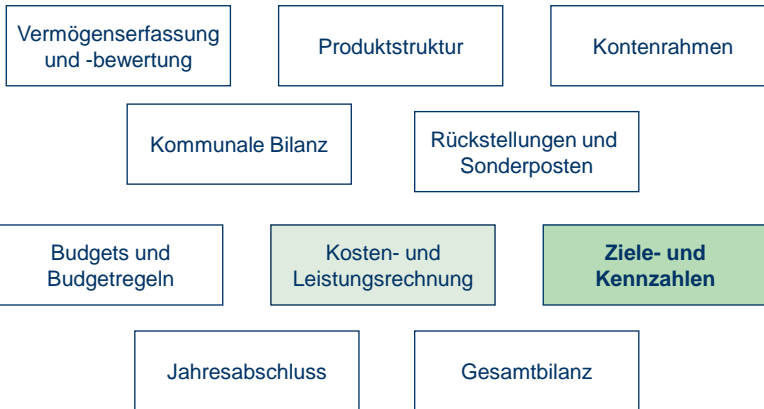 Vermögenserfassung
und -bewertung
Produktstruktur
Kontenrahmen
Kommunale Bilanz
Rückstellungen und
Sonderposten
Budgets und
Budgetregeln
Kosten- und
Leistungsrechnung
Ziele- und
Kennzahlen
Jahresabschluss
Gesamtbilanz